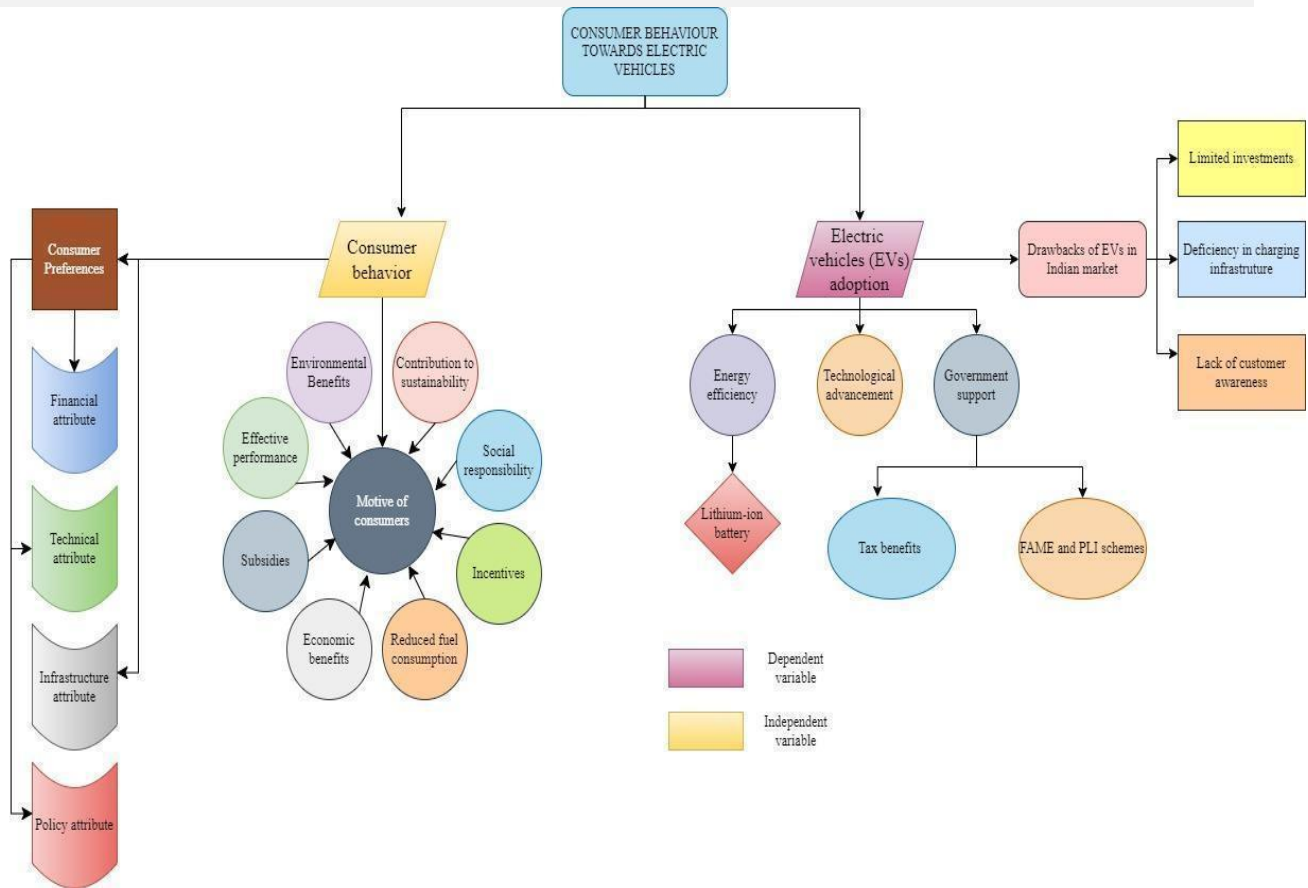 CONSUMER BEHAVIOUR
TOWARDS ELECTRIC
VEHICLES
Consumer
Preferences
Financial attribute
Technical
attribute
Infrastructure
attribute
Policy attribute
Consumer
behavior
Environmental
Benefits
Contribution to
sustainability
Effective
performance
Social
responsibility
Motive of
consumers
Subsidies
Incentives
Economic
benefits
Reduced fuel
consumption
Electric
vehicles (EVs)
adoption
Energy
efficiency
Technological
advancement
Government
support
Lithium-ion
battery
Tax benefits
FAME and PLI schemes
Drawbacks of EVs in
Indian market
Limited investments
Deficiency in charging
infrastruture
Lack of customer
awareness
Dependent
variable
Independent
variable